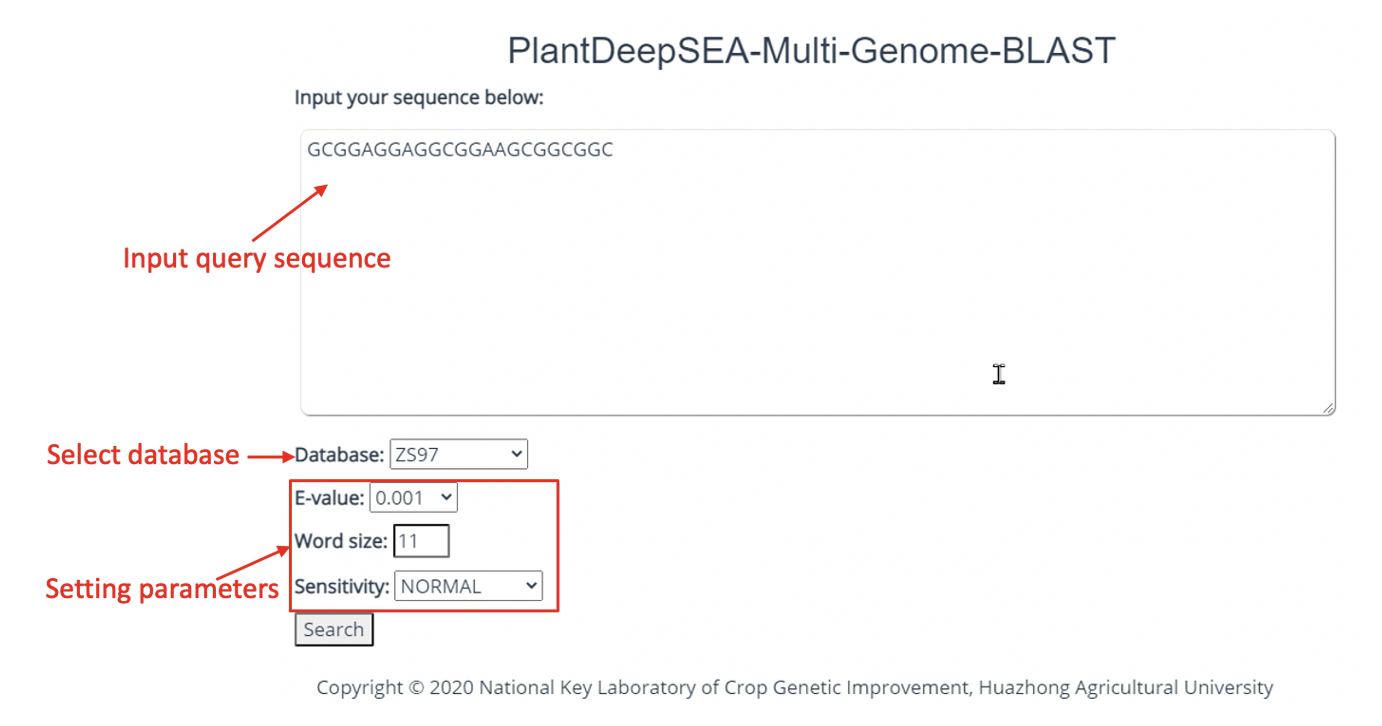 PlantDeepSEA-Multi-Genome-BLAST
Input your sequence below:
GCGGAGGAGGCGGAAGCGGCGGC
Input query sequence
Select database
Database: ZS97
E-value: 0.001
Word size: 11
Setting parameters
Sensitivity: NORMAL
Search
Copyright © 2020 National Key Laboratory of Crop Genetic Improvement, Huazhong Agricultural University